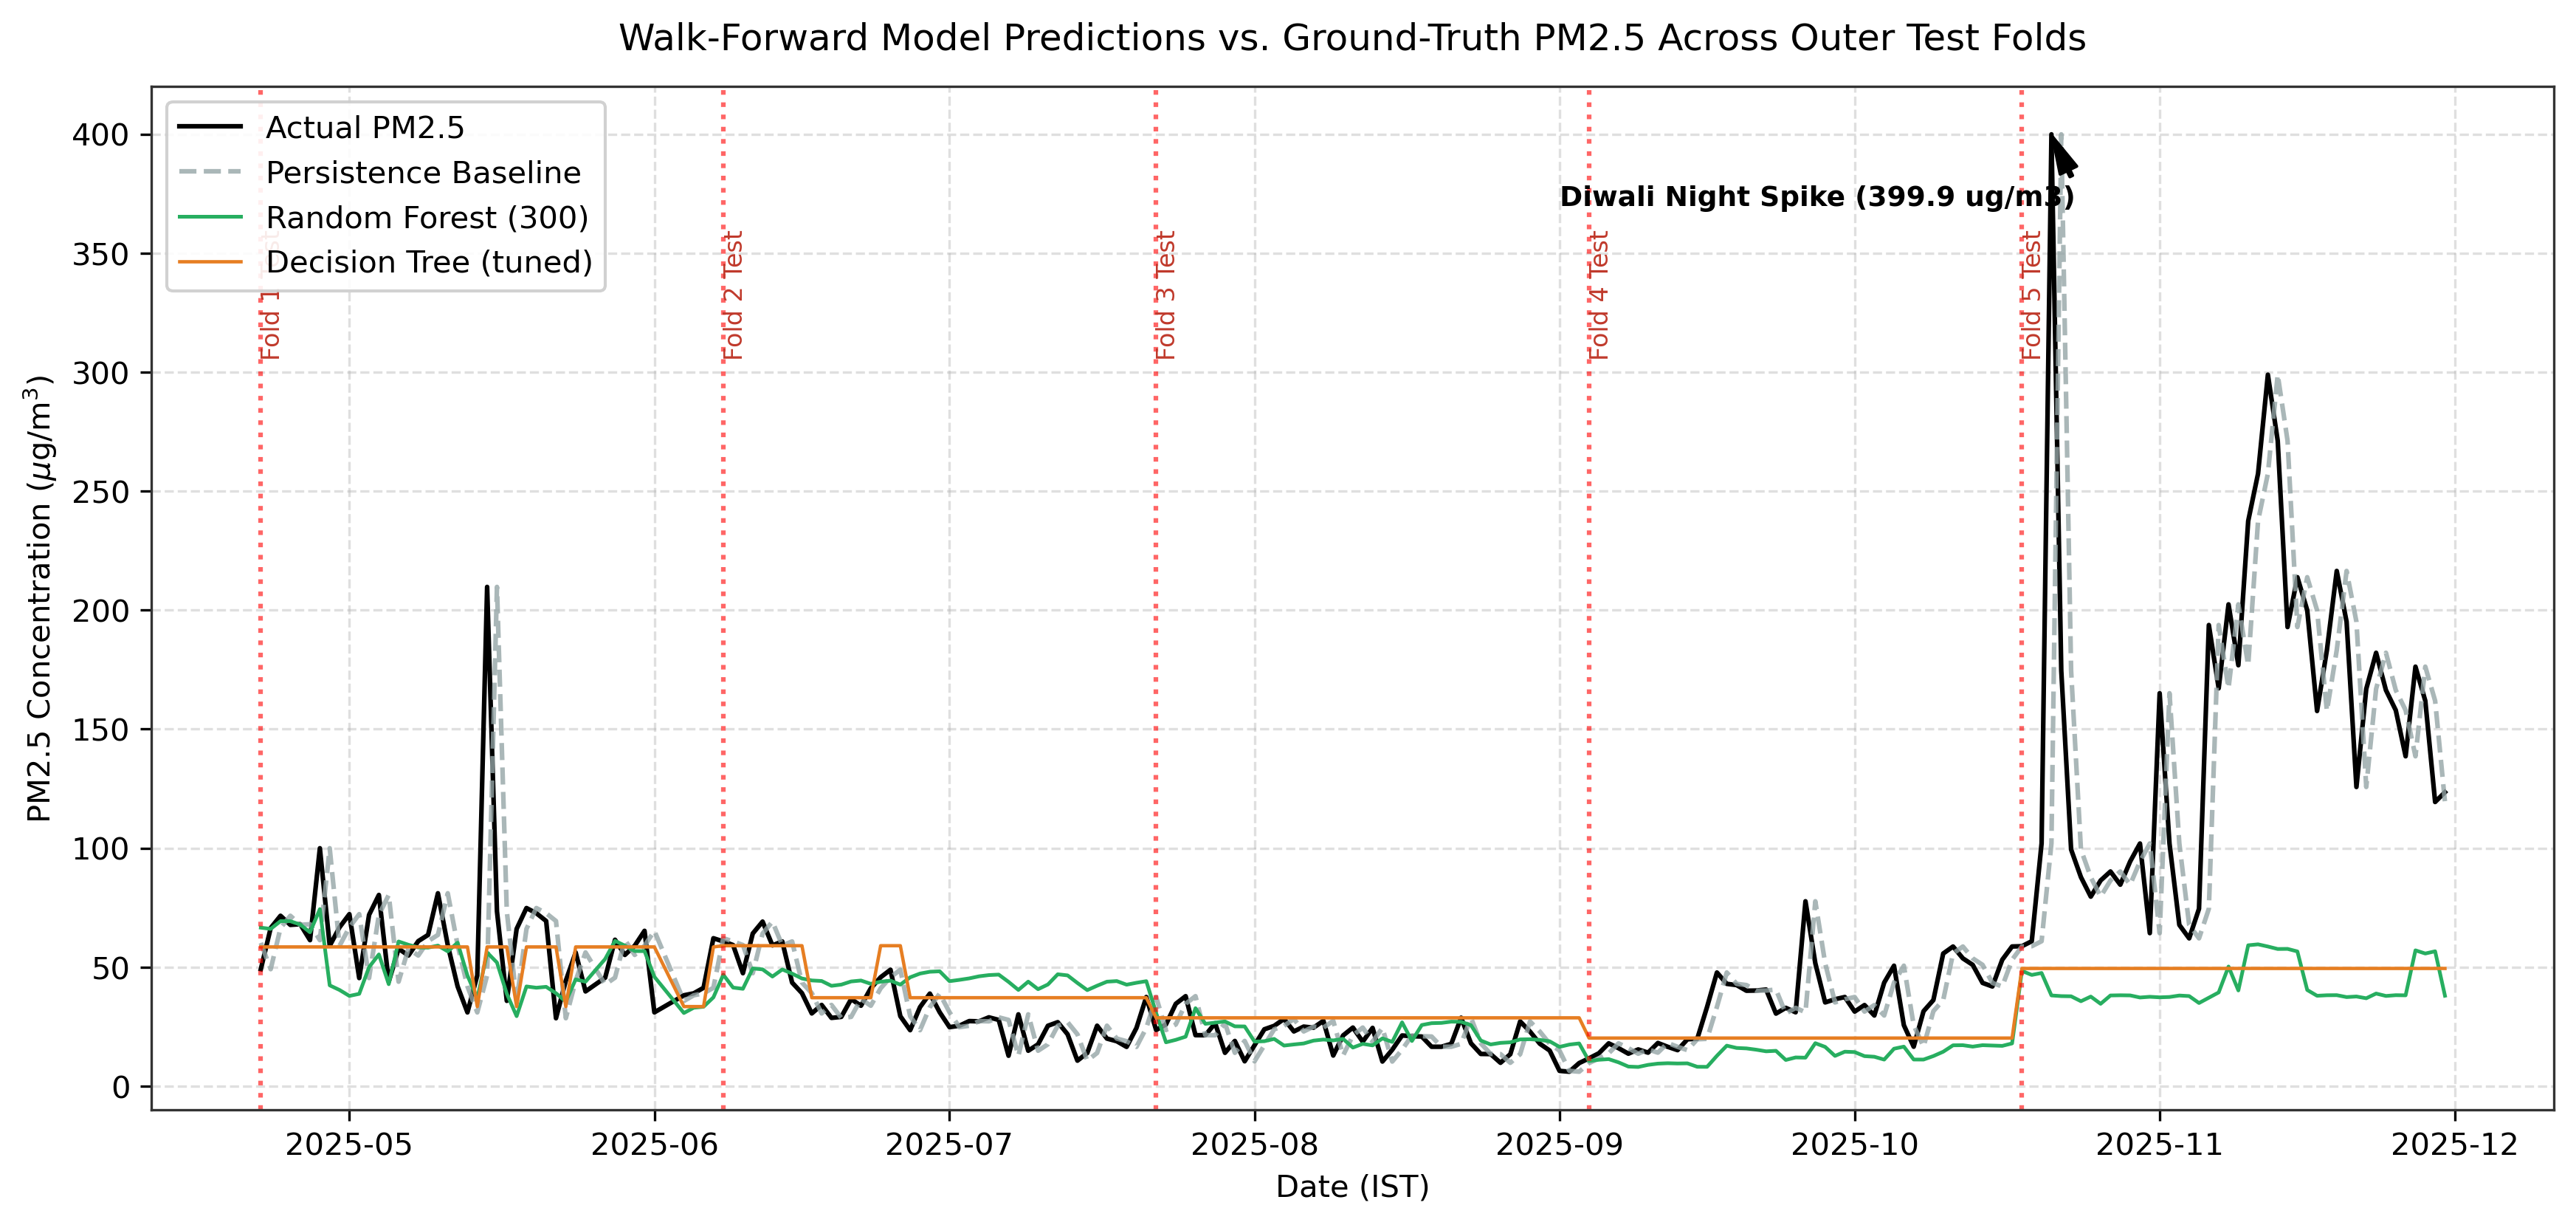 Walk-Forward Model Predictions vs. Ground-Truth PM2.5 Across Outer Test Folds
Actual PM2.5
Persistence Baseline
Random Forest (300)
Decision Tree (tuned)
Diwali Night Spike (399.9 ug/m3)
Fold 1 Test
Fold 2 Test
Fold 3 Test
Fold 4 Test
Fold 5 Test
PM2.5 Concentration (μg/m³)
400
350
300
250
200
150
100
50
0
2025-05
2025-06
2025-07
2025-08
2025-09
2025-10
2025-11
2025-12
Date (IST)